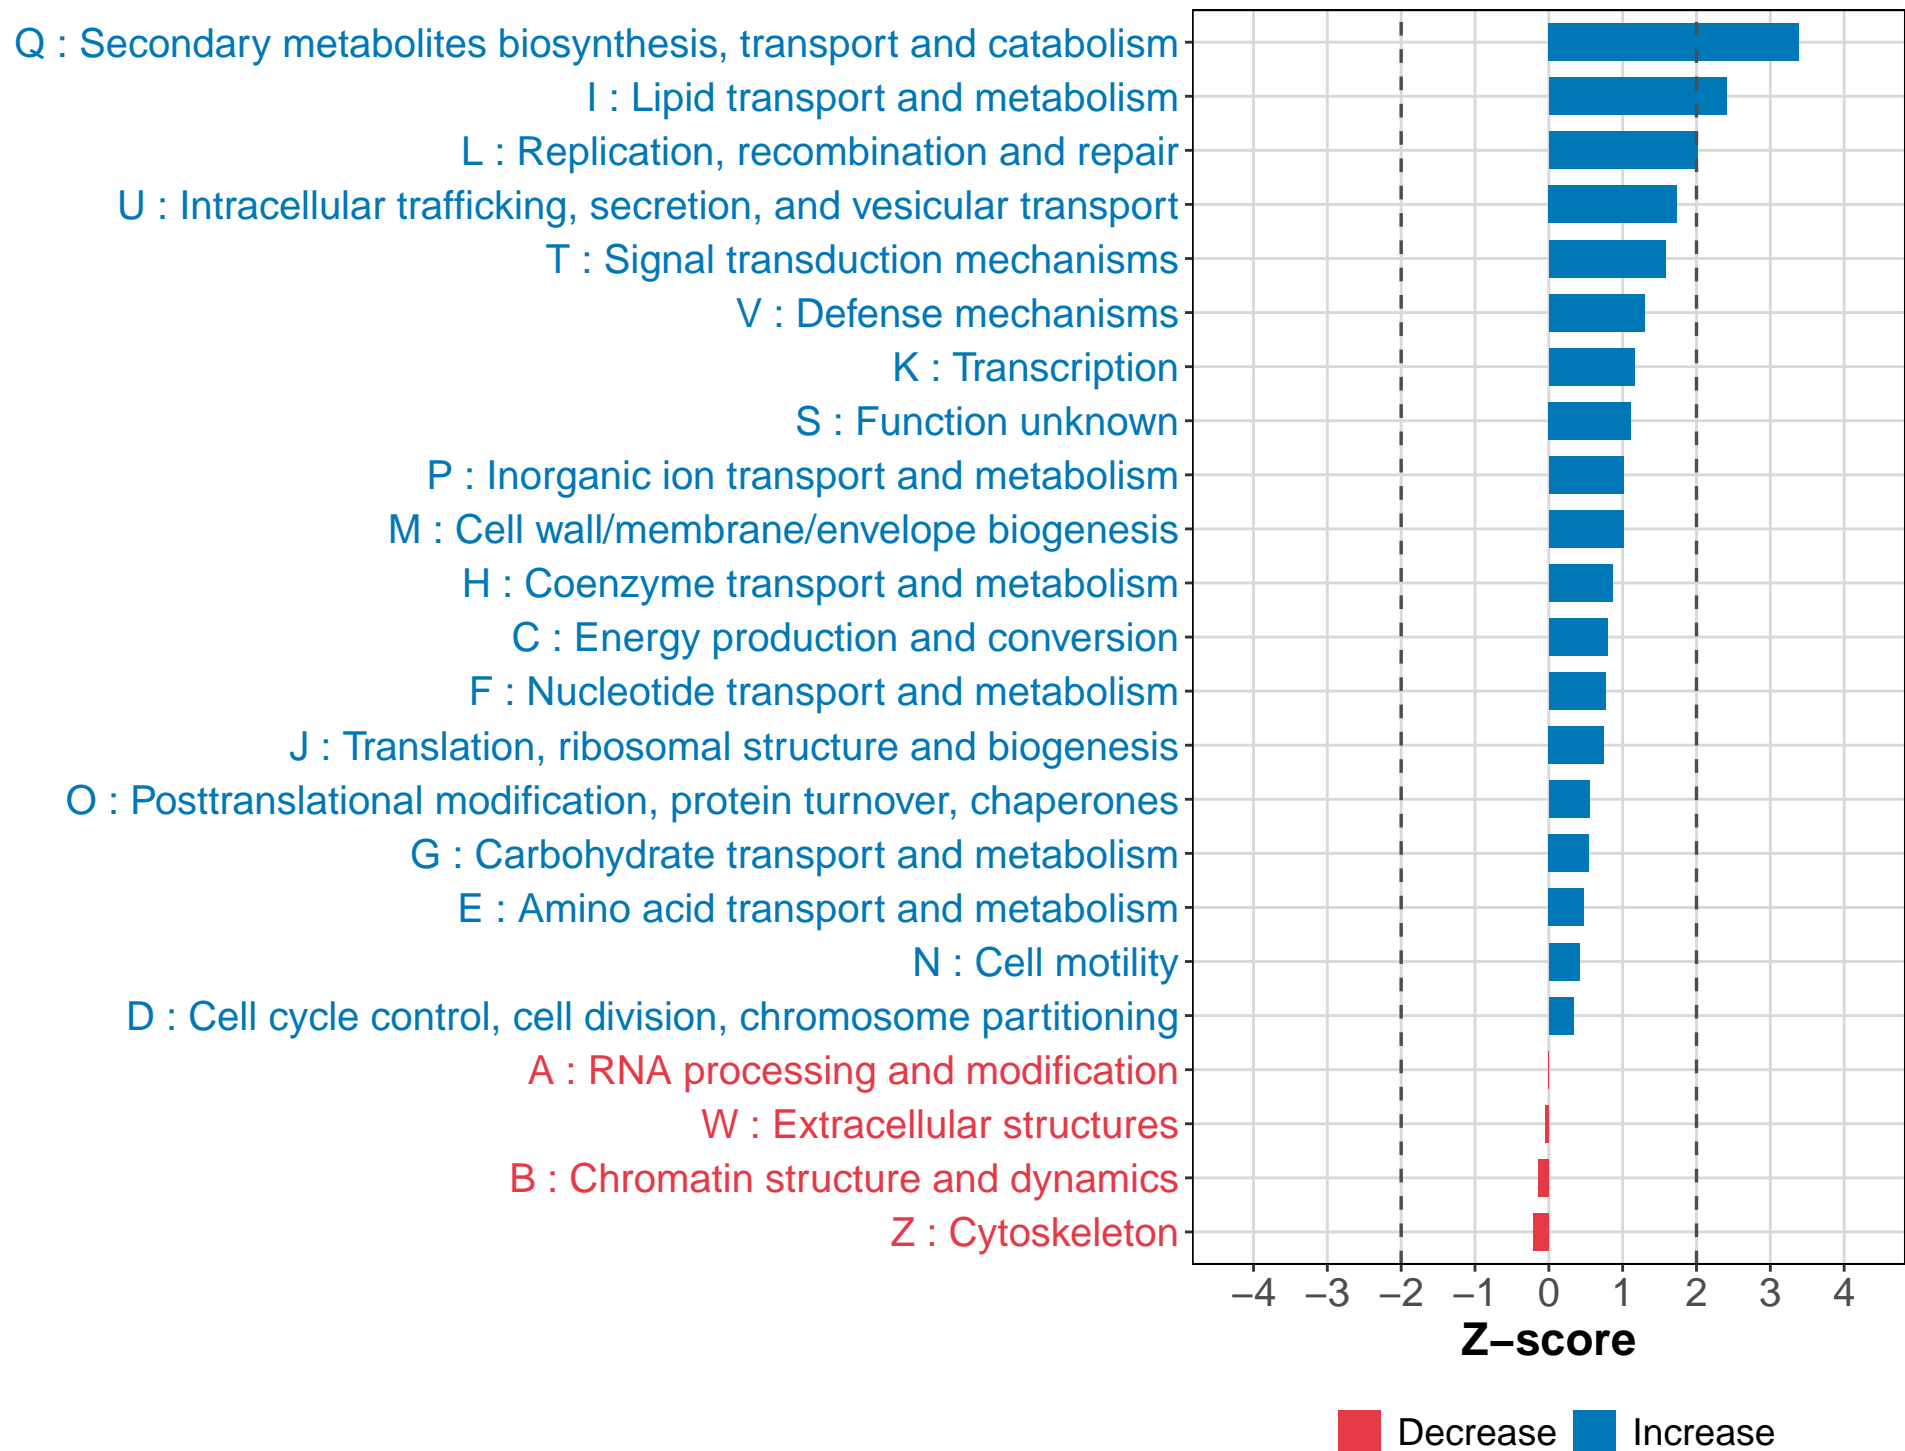 Q : Secondary metabolites biosynthesis, transport and catabolism
I : Lipid transport and metabolism
L : Replication, recombination and repair
U : Intracellular trafficking, secretion, and vesicular transport
T : Signal transduction mechanisms
V : Defense mechanisms
K : Transcription
S : Function unknown
P : Inorganic ion transport and metabolism
M : Cell wall/membrane/envelope biogenesis
H : Coenzyme transport and metabolism
C : Energy production and conversion
F : Nucleotide transport and metabolism
J : Translation, ribosomal structure and biogenesis
O : Posttranslational modification, protein turnover, chaperones
G : Carbohydrate transport and metabolism
E : Amino acid transport and metabolism
N : Cell motility
D : Cell cycle control, cell division, chromosome partitioning
A : RNA processing and modification
W : Extracellular structures
B : Chromatin structure and dynamics
Z : Cytoskeleton
−4 −3 −2 −1 0 1 2 3 4
Z−score
Decrease Increase